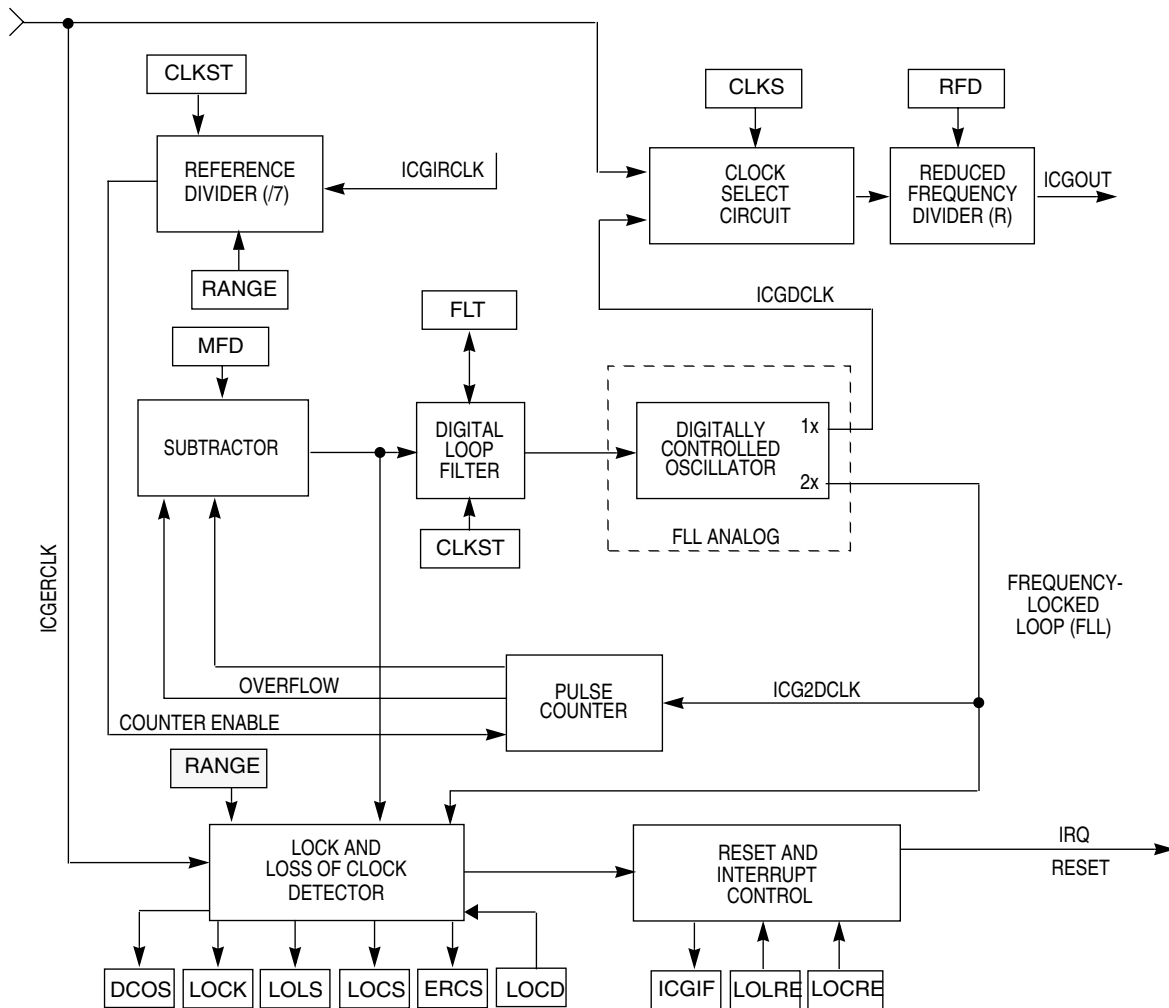 CLKST
CLKS
RFD
REFERENCE
DIVIDER (/7)
ICGIRCLK
CLOCK
SELECT
CIRCUIT
REDUCED
FREQUENCY
DIVIDER (R)
ICGOUT
RANGE
FLT
ICGDCLK
MFD
SUBTRACTOR
DIGITAL
LOOP
FILTER
DIGITALLY
CONTROLLED
OSCILLATOR
1x
2x
FLL ANALOG
CLKST
ICGERCLK
FREQUENCY-
LOCKED
LOOP (FLL)
OVERFLOW
PULSE
COUNTER
ICG2DCLK
COUNTER ENABLE
RANGE
LOCK AND
LOSS OF CLOCK
DETECTOR
RESET AND
INTERRUPT
CONTROL
IRQ
RESET
DCOS
LOCK
LOLS
LOCS
ERCS
LOCD
ICGIF
LOLRE
LOCRE